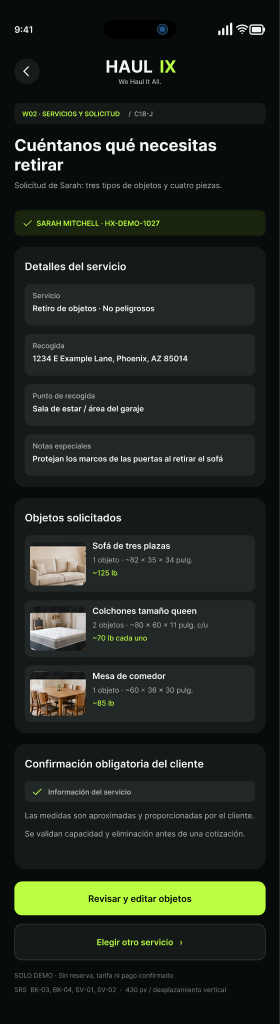 9:41
HAUL IX
We Haul It All.
W02 · SERVICIOS Y SOLICITUD / C18-J
Cuéntanos qué necesitas
retirar
Solicitud de Sarah: tres tipos de objetos y cuatro piezas.
SARAH MITCHELL · HX-DEMO-1027
Detalles del servicio
Servicio
Retiro de objetos · No peligrosos
Recogida
1234 E Example Lane, Phoenix, AZ 85014
Punto de recogida
Sala de estar / área del garaje
Notas especiales
Protejan los marcos de las puertas al retirar el sofá
Objetos solicitados
Sofá de tres plazas
1 objeto · ~82 × 35 × 34 pulg.
~125 lb
Colchones tamaño queen
2 objetos · ~80 × 60 × 11 pulg. c/u
~70 lb cada uno
Mesa de comedor
1 objeto · ~60 × 36 × 30 pulg.
~85 lb
Confirmación obligatoria del cliente
Información del servicio
Las medidas son aproximadas y proporcionadas por el cliente.
Se validan capacidad y eliminación antes de una cotización.
Revisar y editar objetos
Elegir otro servicio ›
SOLO DEMO · Sin reserva, tarifa ni pago confirmado
SRS BK-03, BK-04, SV-01, SV-02 · 430 px / desplazamiento vertical